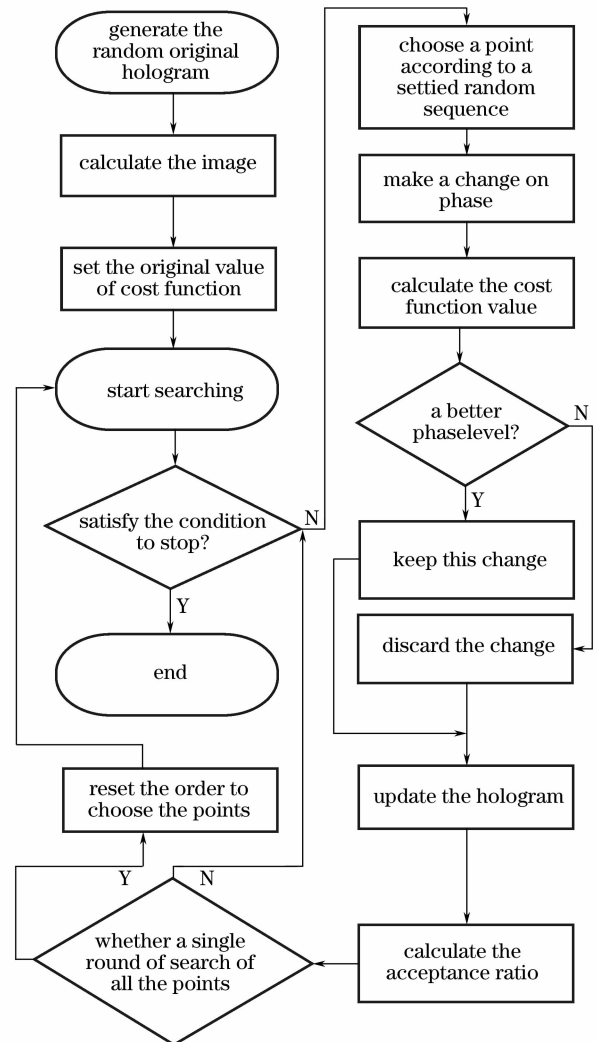 generate the
random original
hologram
calculate the image
set the original value
of cost function
start searching
satisfy the condition
to stop?
N
Y
end
reset the order to
choose the points
Y
N
whether a single
round of search of
all the points
choose a point
according to a
settied random
sequence
make a change on
phase
calculate the cost
function value
a better
phaselevel?
N
Y
keep this change
discard the change
update the hologram
calculate the
acceptance ratio